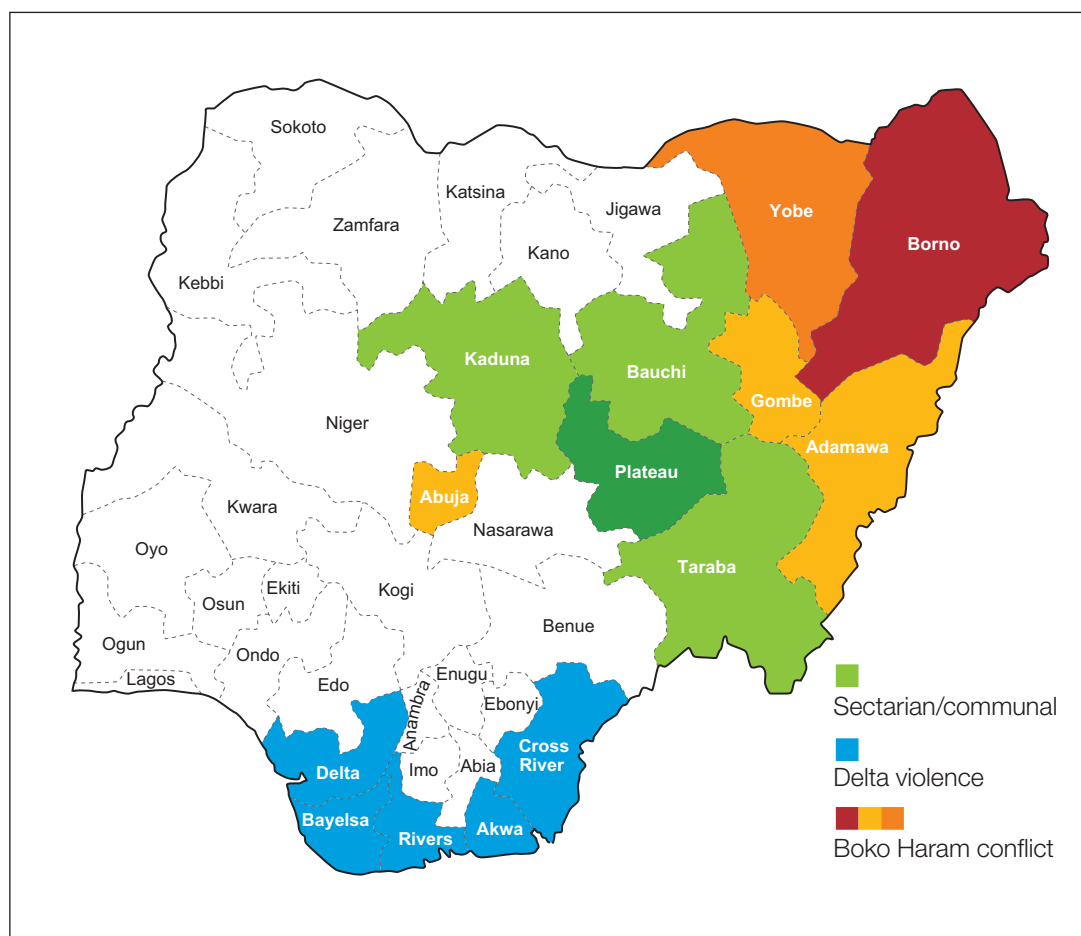 Sokoto
Katsina
Jigawa
Yobe
Zamfara
Borno
Kano
Kebbi
Kaduna
Bauchi
Gombe
Niger
Adamawa
Plateau
Abuja
Kwara
Nasarawa
Oyo
Taraba
Ekiti
Kogi
Osun
Benue
Ogun
Ondo
Enugu
Lagos
Edo
Anambra
Ebonyi
Cross
River
Delta
Imo
Abia
Bayelsa
Rivers
Akwa
Sectarian/communal
Delta violence
Boko Haram conflict